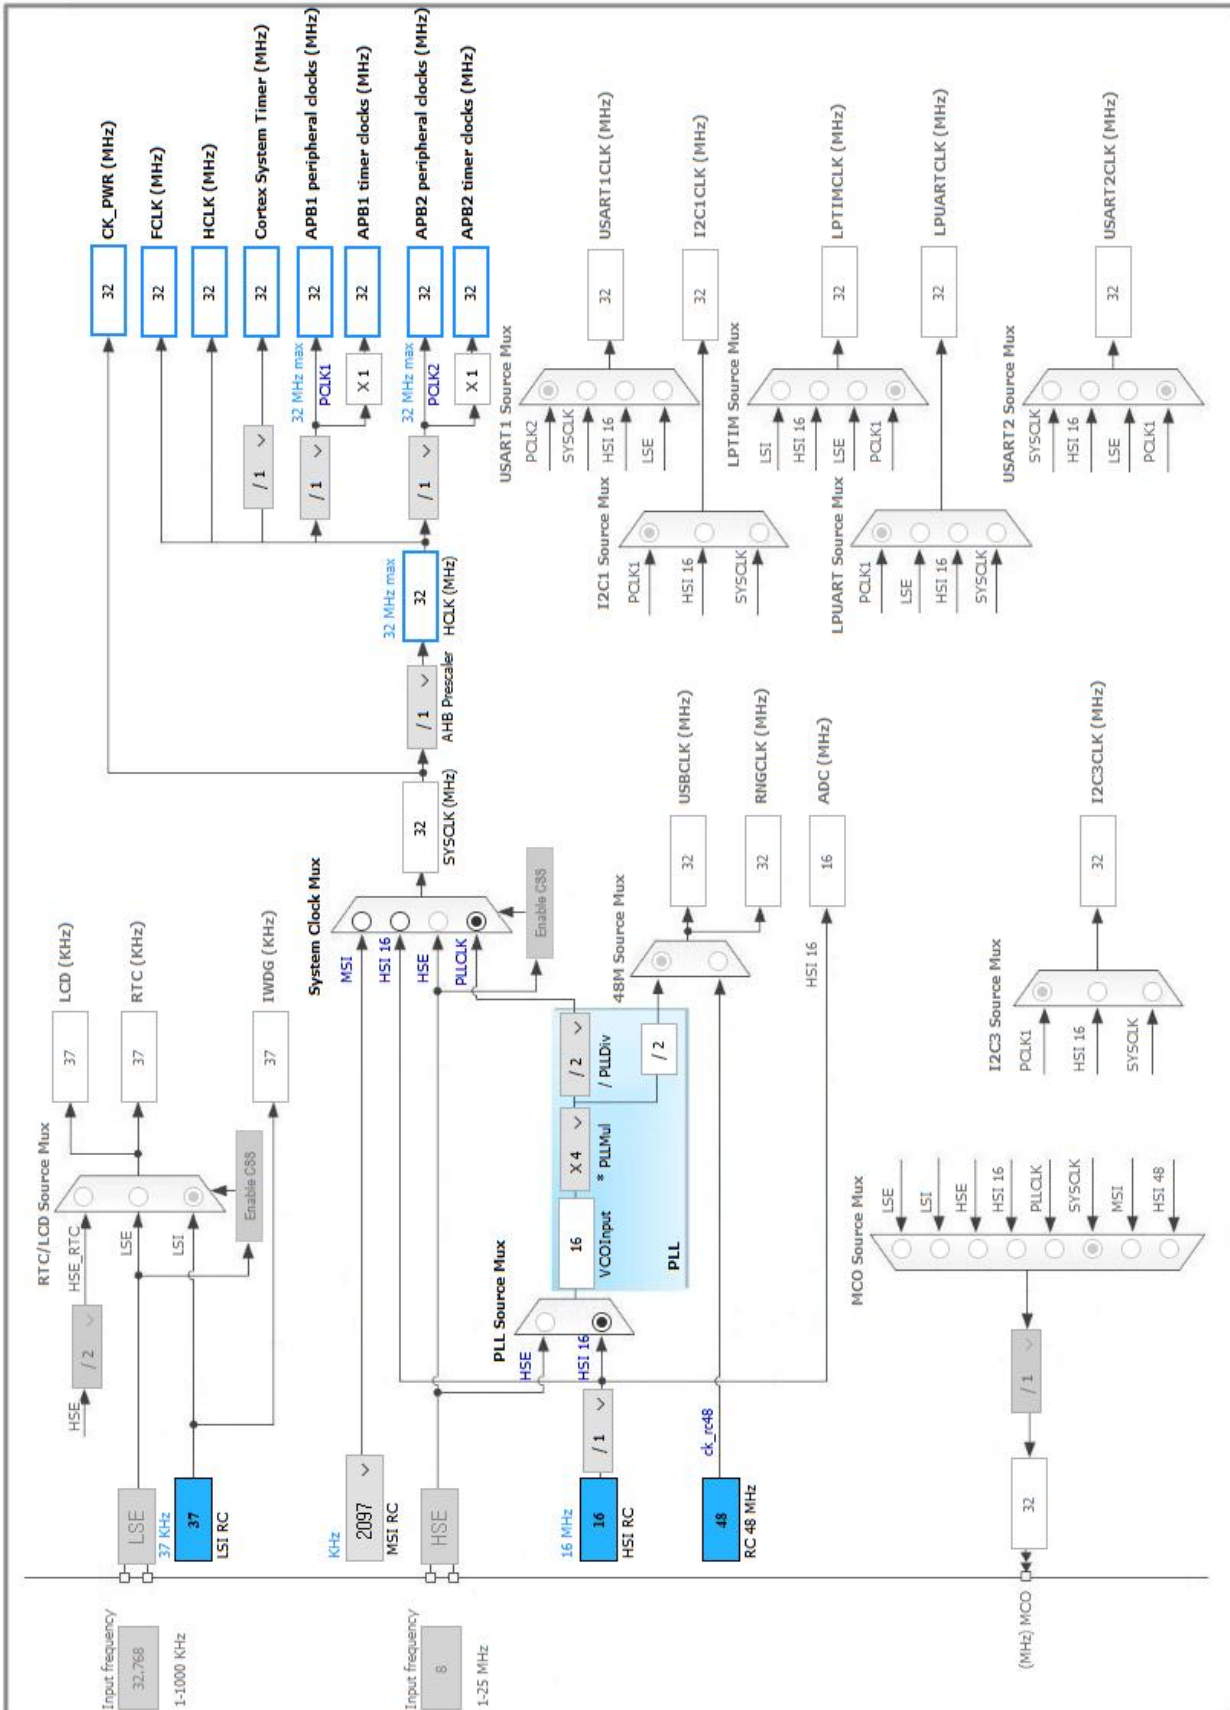 Input frequency
32.768
1-1000 KHz
LSE
37 KHz
37
LSI RC
HSE
/ 2
HSE_RTC
LSE
LSI
RTC/LCD Source Mux
Enable CSS
37
LCD (KHz)
37
RTC (KHz)
37
IWDG (KHz)
Input frequency
8
1-25 MHz
KHz
2097
MSI RC
HSE
16 MHz
16
HSI RC
/ 1
48
RC 48 MHz
ck_rc48
PLL Source Mux
HSE
HSI 16
16
VCOInput
X 4
* PLLMul
/ 2
/ PLLDiv
/ 2
PLL
System Clock Mux
MSI
HSI 16
HSE
PLLCLK
Enable CSS
32
SYSCLK (MHz)
/ 1
AHB Prescaler
32 MHz max
32
HCLK (MHz)
/ 1
/ 1
32 MHz max
PCLK1
X 1
/ 1
32 MHz max
PCLK2
X 1
32
CK_PWR (MHz)
32
FCLK (MHz)
32
HCLK (MHz)
32
Cortex System Timer (MHz)
32
APB1 peripheral clocks (MHz)
32
APB1 timer clocks (MHz)
32
APB2 peripheral clocks (MHz)
32
APB2 timer clocks (MHz)
48M Source Mux
32
USBCLK (MHz)
32
RNGCLK (MHz)
HSI 16
16
ADC (MHz)
USART1 Source Mux
PCLK2
SYSCLK
HSI 16
LSE
32
USART1CLK (MHz)
I2C1 Source Mux
PCLK1
HSI 16
SYSCLK
32
I2C1CLK (MHz)
LPTIM Source Mux
LSI
HSI 16
LSE
PCLK1
32
LPTIMCLK (MHz)
LPUART Source Mux
PCLK1
LSE
HSI 16
SYSCLK
32
LPUARTCLK (MHz)
USART2 Source Mux
SYSCLK
HSI 16
LSE
PCLK1
32
USART2CLK (MHz)
I2C3 Source Mux
PCLK1
HSI 16
SYSCLK
32
I2C3CLK (MHz)
MCO Source Mux
LSE
LSI
HSE
HSI 16
PLLCLK
SYSCLK
MSI
HSI 48
/ 1
32
(MHz) MCO